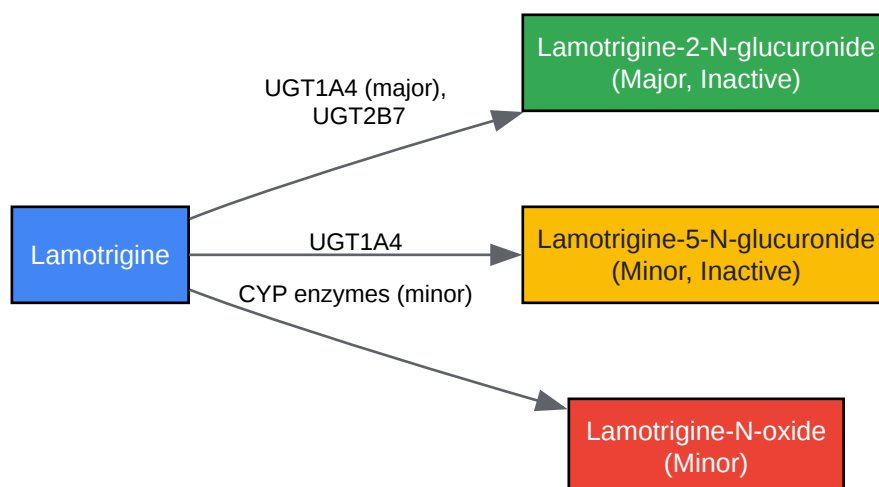 Lamotrigine-2-N-glucuronide
(Major, Inactive)
UGT1A4 (major),
UGT2B7
Lamotrigine
UGT1A4
Lamotrigine-5-N-glucuronide
(Minor, Inactive)
CYP enzymes (minor)
Lamotrigine-N-oxide
(Minor)